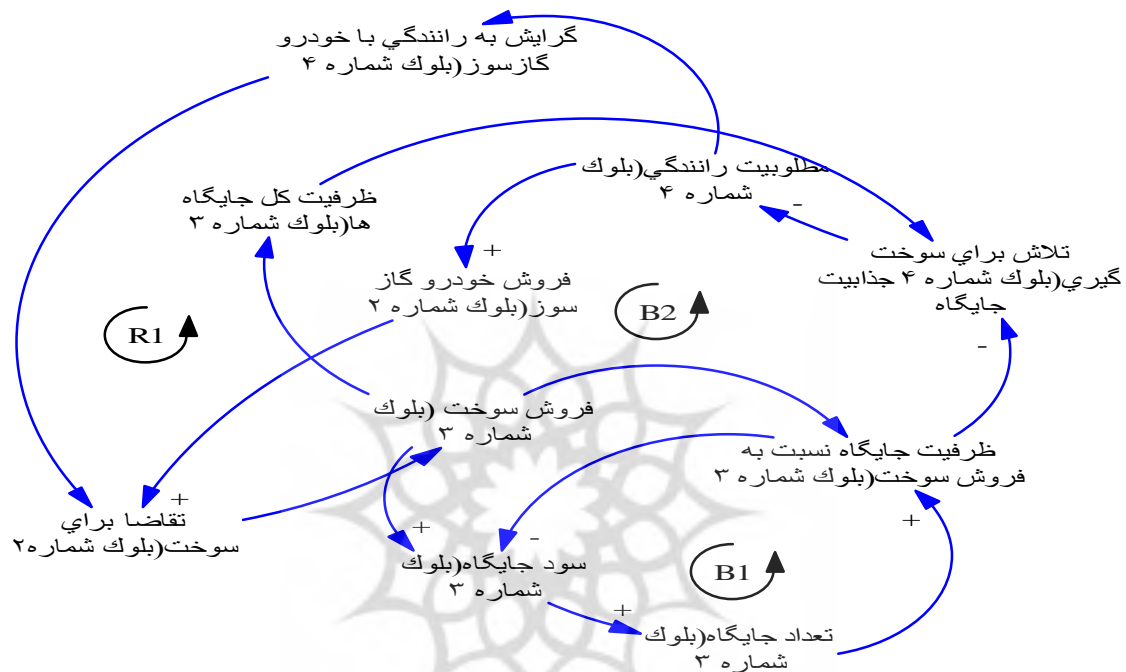 گرايش به رانندگي با خودرو
گازسوز(بلوك شماره ۴
مطلوبيت رانندگي(بلوك
شماره ۴
-
ظرفيت كل جايگاه
ها(بلوك شماره ۳
تلاش براي سوخت
گيري(بلوك شماره ۴ جذابيت
جايگاه
-
+
فروش خودرو گاز
سوز(بلوك شماره ۲
B2
R1
فروش سوخت (بلوك
شماره ۳
ظرفيت جايگاه نسبت به
فروش سوخت(بلوك شماره ۳
+
+
تقاضا براي
سوخت(بلوك شماره۲
+
-
سود جايگاه(بلوك
شماره ۳
B1
+
تعداد جايگاه(بلوك
شماره ۳